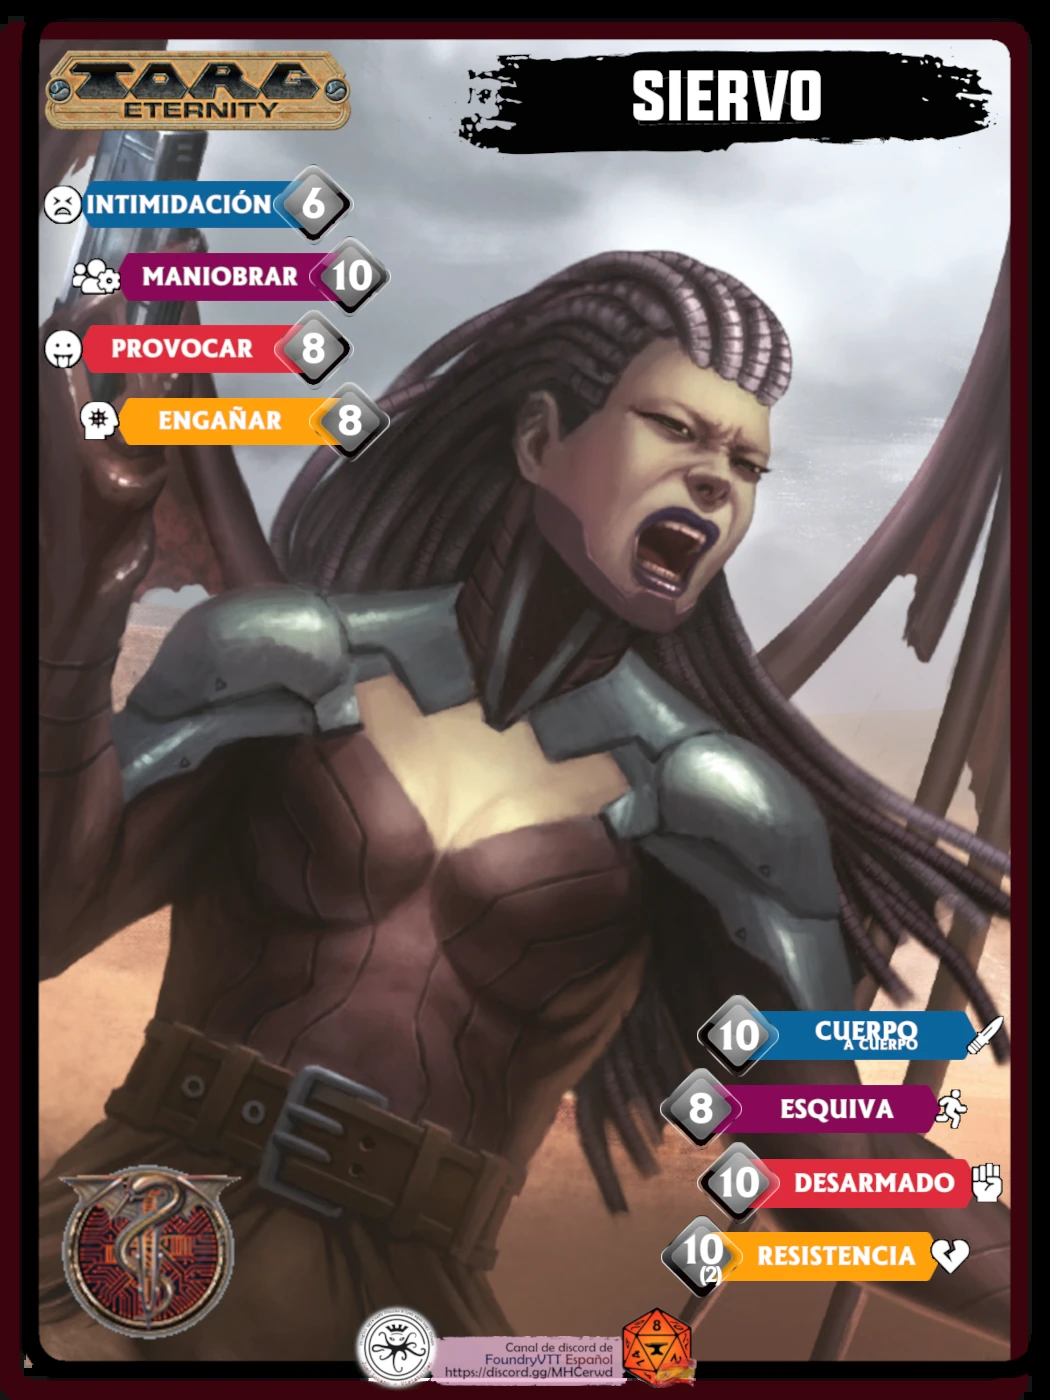 TORG
ETERNITY
SIERVO
INTIMIDACIÓN 6
MANIOBRAR 10
PROVOCAR 8
ENGAÑAR 8
10 CUERPO
A CUERPO
8 ESQUIVA
10 DESARMADO
10 RESISTENCIA
(2)
Canal de discord de
FoundryVTT Español
https://discord.gg/MHCerwd
8